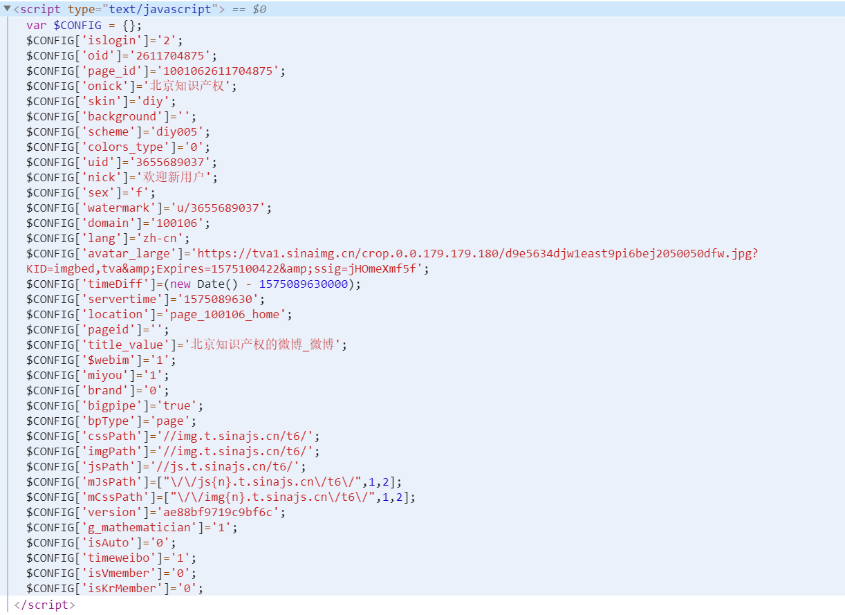 ▼<script type="text/javascript"> == $0
var $CONFIG = {};
$CONFIG['islogin']='2';
$CONFIG['oid']='2611704875';
$CONFIG['page_id']='1001062611704875';
$CONFIG['onick']='北京知识产权';
$CONFIG['skin']='diy';
$CONFIG['background']='';
$CONFIG['scheme']='diy005';
$CONFIG['colors_type']='0';
$CONFIG['uid']='3655689037';
$CONFIG['nick']='欢迎新用户';
$CONFIG['sex']='f';
$CONFIG['watermark']='u/3655689037';
$CONFIG['domain']='100106';
$CONFIG['lang']='zh-cn';
$CONFIG['avatar_large']='https://tva1.sinaimg.cn/crop.0.0.179.179.180/d9e5634djw1east9pi6bej2050050dfw.jpg?
KID=imgbed,tva&amp;Expires=1575100422&amp;ssig=jHOmeXmf5f';
$CONFIG['timeDiff']=(new Date() - 1575089630000);
$CONFIG['servertime']='1575089630';
$CONFIG['location']='page_100106_home';
$CONFIG['pageid']='';
$CONFIG['title_value']='北京知识产权的微博_微博';
$CONFIG['$webim']='1';
$CONFIG['miyou']='1';
$CONFIG['brand']='0';
$CONFIG['bigpipe']='true';
$CONFIG['bpType']='page';
$CONFIG['cssPath']='//img.t.sinajs.cn/t6/';
$CONFIG['imgPath']='//img.t.sinajs.cn/t6/';
$CONFIG['jsPath']='//js.t.sinajs.cn/t6/';
$CONFIG['mJsPath']=["\/\/js{n}.t.sinajs.cn\/t6\/",1,2];
$CONFIG['mCssPath']=["\/\/img{n}.t.sinajs.cn\/t6\/",1,2];
$CONFIG['version']='ae88bf9719c9bf6c';
$CONFIG['g_mathematician']='1';
$CONFIG['isAuto']='0';
$CONFIG['timeweibo']='1';
$CONFIG['isVmember']='0';
$CONFIG['isKrMember']='0';
</script>